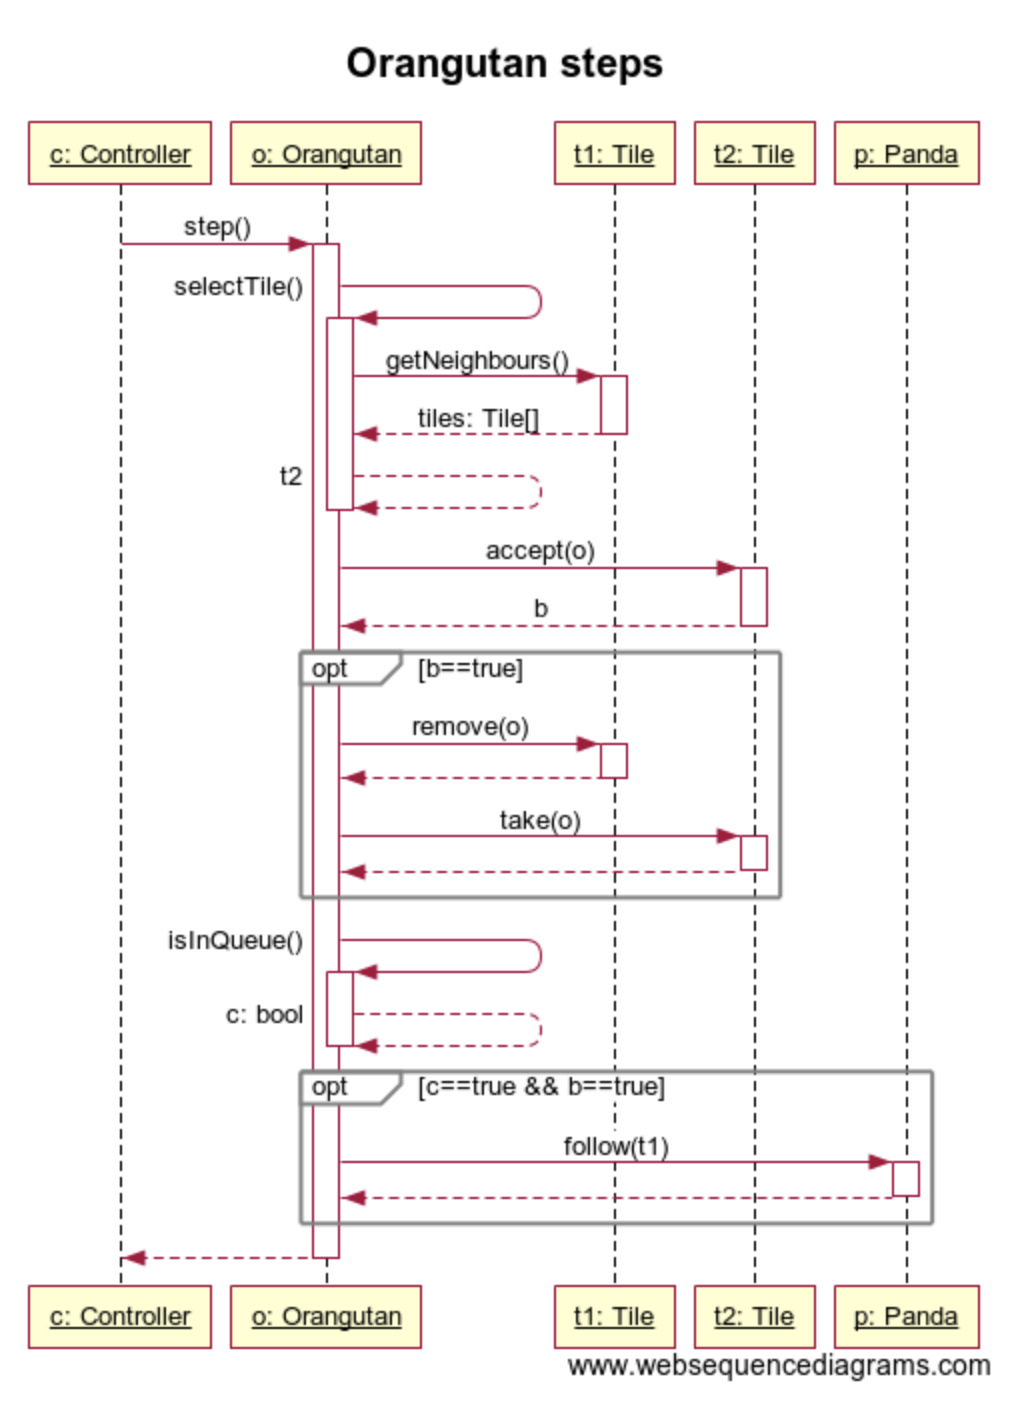 Orangutan steps
c: Controller
o: Orangutan
t1: Tile
t2: Tile
p: Panda
step()
selectTile()
getNeighbours()
tiles: Tile[]
t2
accept(o)
b
opt
[b==true]
remove(o)
take(o)
isInQueue()
c: bool
opt
[c==true && b==true]
follow(t1)
c: Controller
o: Orangutan
t1: Tile
t2: Tile
p: Panda
www.websequencediagrams.com